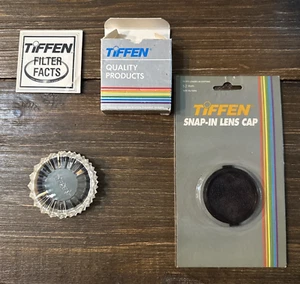 TIFFEN
FILTER
FACTS
TIFFEN
QUALITY
PRODUCTS
TIFFEN
SNAP-IN LENS CAP